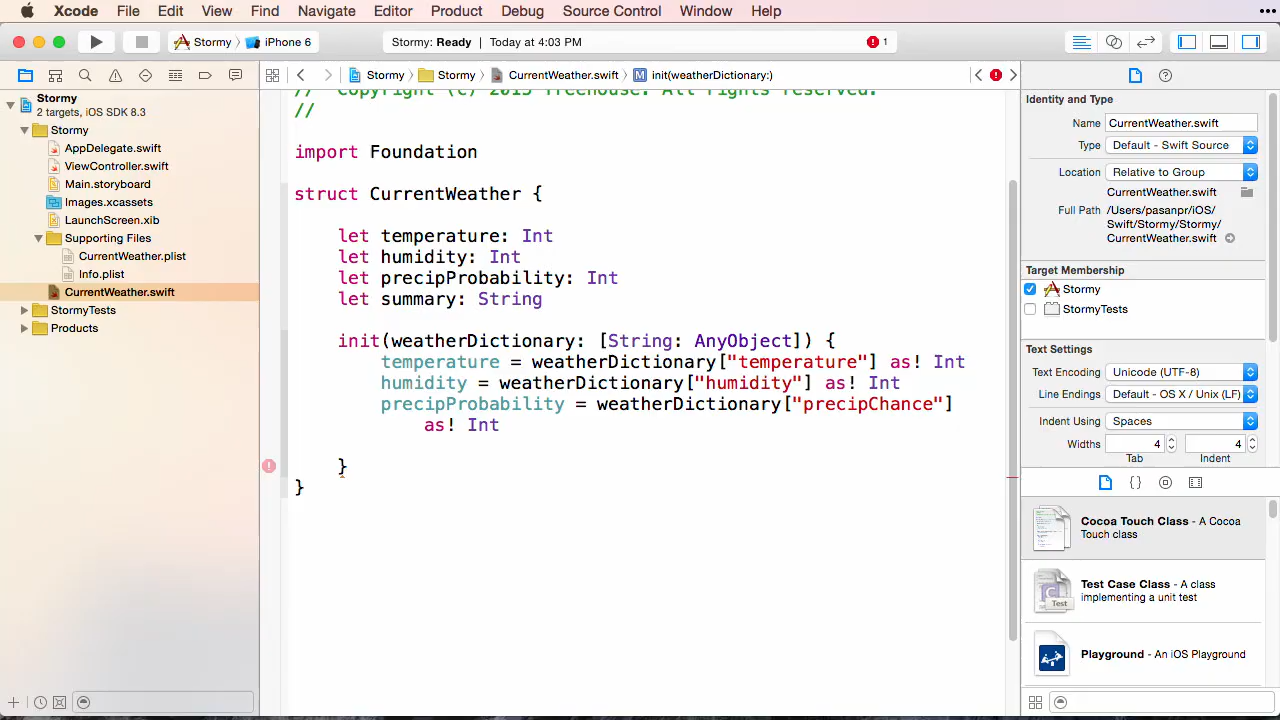 Xcode File Edit View Find Navigate Editor Product Debug Source Control Window Help
Stormy iPhone 6 Stormy: Ready | Today at 4:03 PM 1
Stormy Stormy CurrentWeather.swift init(weatherDictionary:)
Stormy
2 targets, iOS SDK 8.3
Stormy
AppDelegate.swift
ViewController.swift
Main.storyboard
Images.xcassets
LaunchScreen.xib
Supporting Files
CurrentWeather.plist
Info.plist
CurrentWeather.swift
StormyTests
Products
// Copyright (c) 2015 Treehouse. All rights reserved.
//
import Foundation
struct CurrentWeather {
let temperature: Int
let humidity: Int
let precipProbability: Int
let summary: String
init(weatherDictionary: [String: AnyObject]) {
temperature = weatherDictionary["temperature"] as! Int
humidity = weatherDictionary["humidity"] as! Int
precipProbability = weatherDictionary["precipChance"]
as! Int
}
}
Identity and Type
Name CurrentWeather.swift
Type Default - Swift Source
Location Relative to Group
CurrentWeather.swift
Full Path /Users/pasanpr/iOS/
Swift/Stormy/Stormy/
CurrentWeather.swift
Target Membership
Stormy
StormyTests
Text Settings
Text Encoding Unicode (UTF-8)
Line Endings Default - OS X / Unix (LF)
Indent Using Spaces
Widths 4 4
Tab Indent
{ }
Cocoa Touch Class - A Cocoa
Touch class
Test Case Class - A class
implementing a unit test
Test
Playground - An iOS Playground